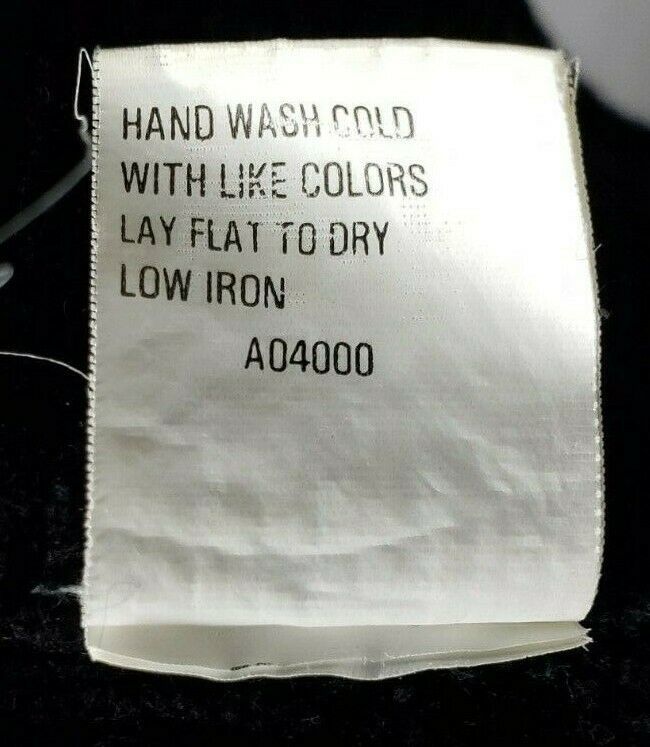 HAND WASH COLD
WITH LIKE COLORS
LAY FLAT TO DRY
LOW IRON
A04000